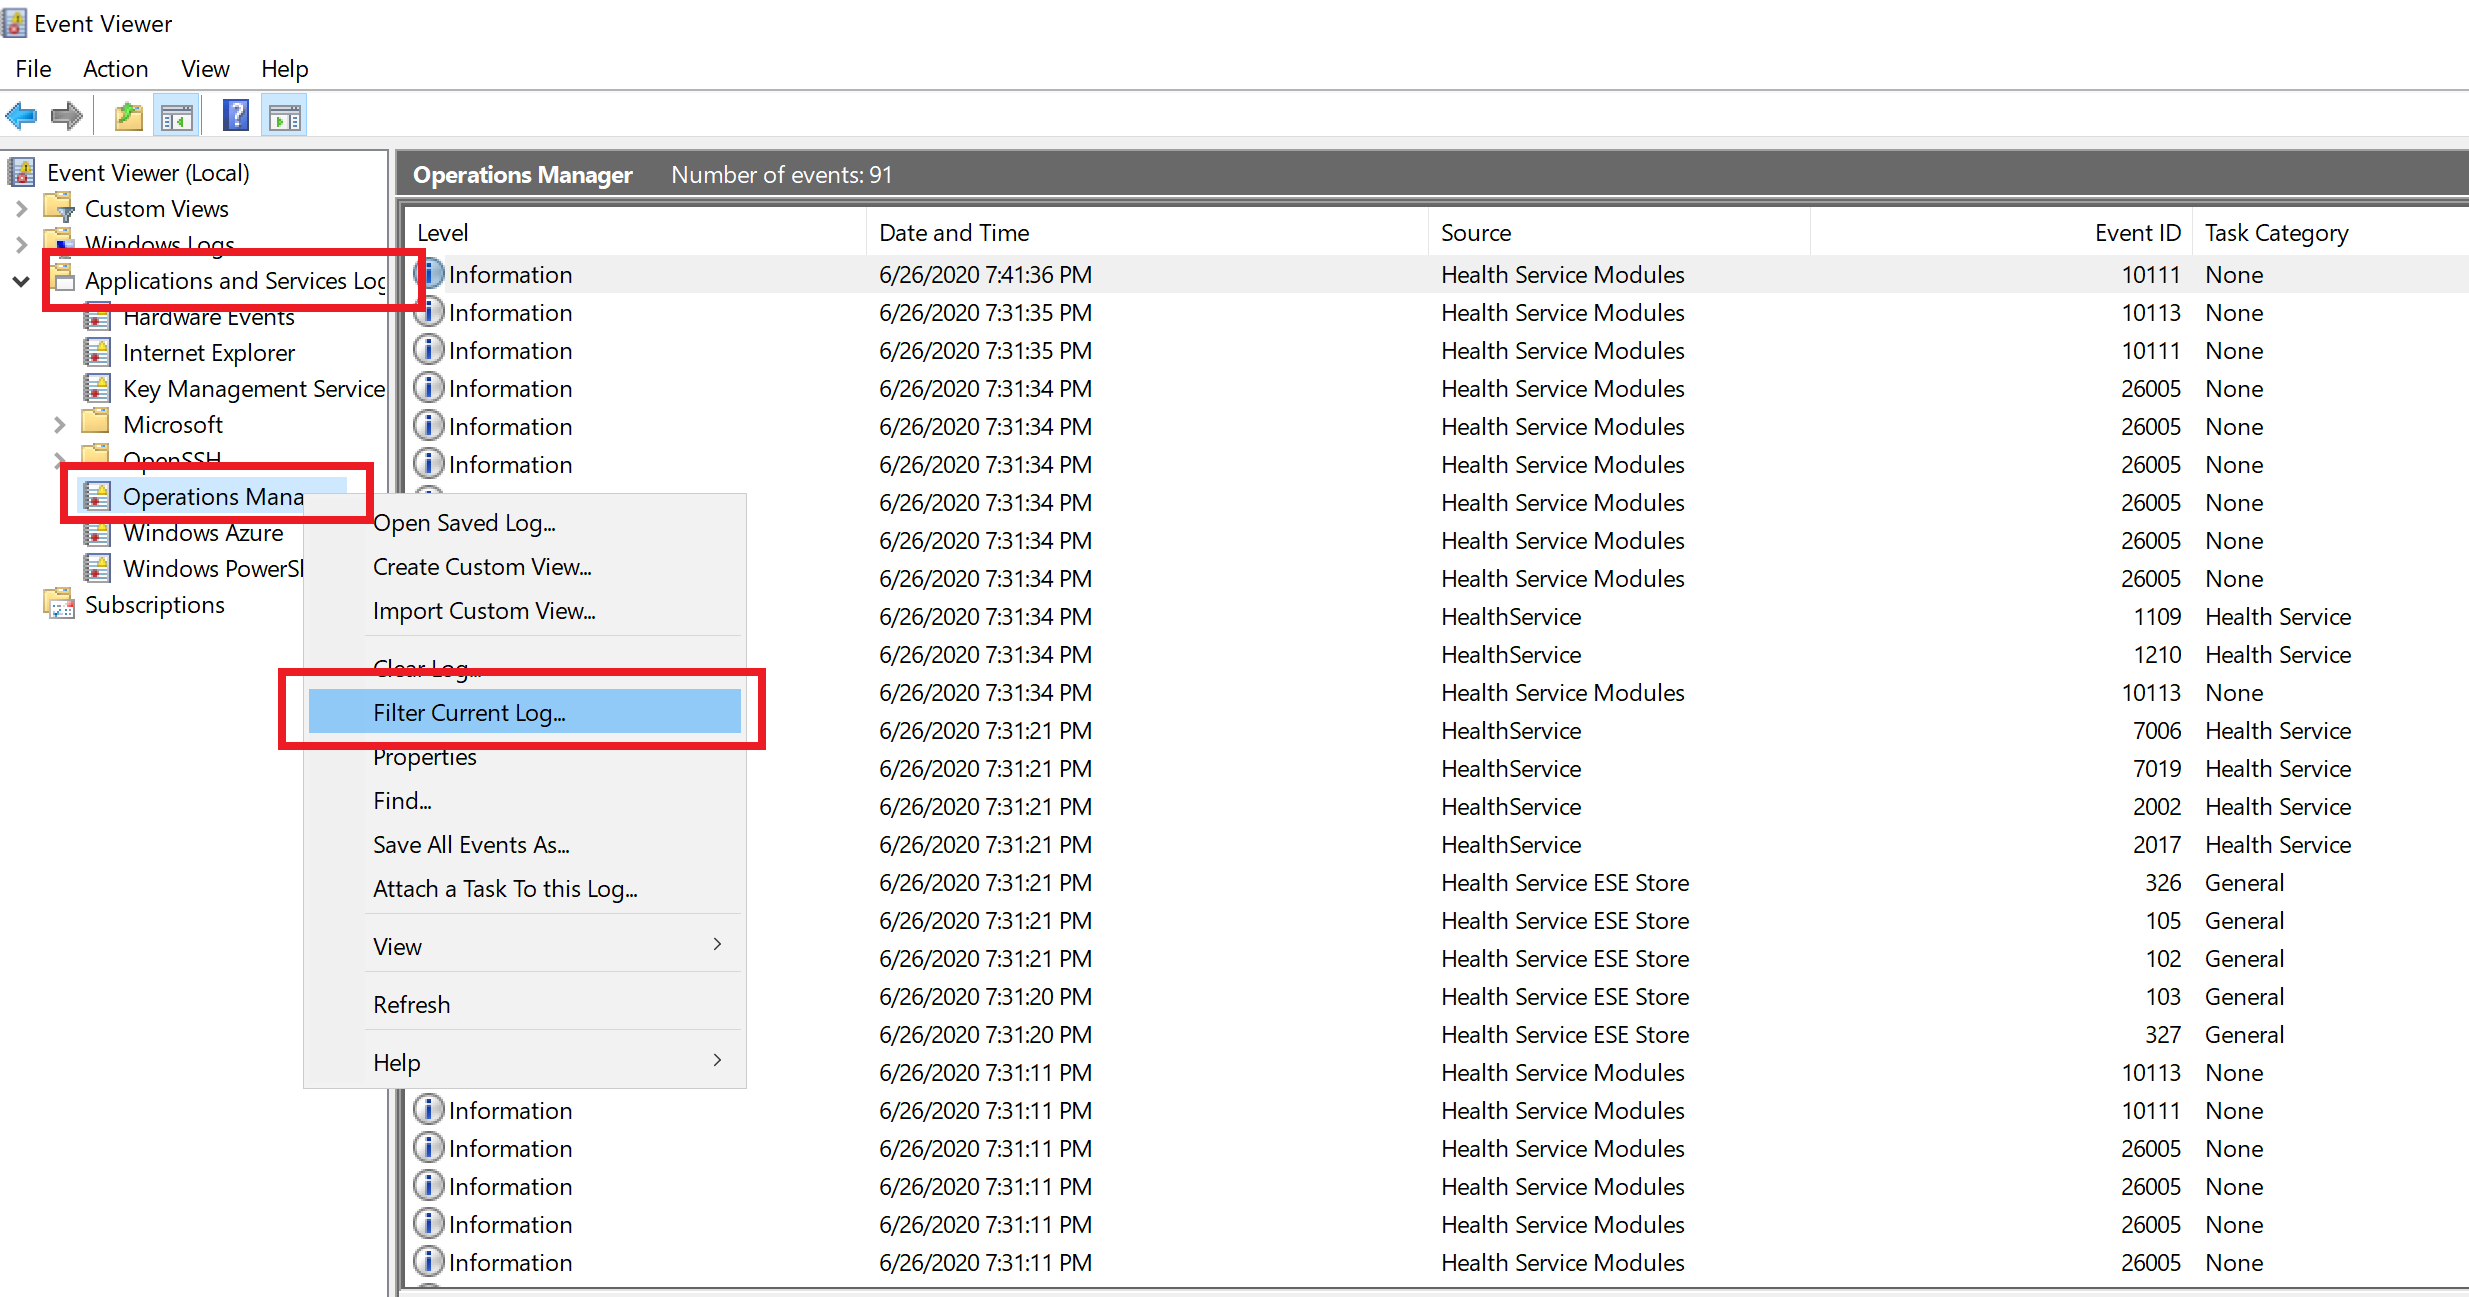 Event Viewer
File Action View Help
Event Viewer (Local)
Custom Views
Windows Logs
Applications and Services Log
Hardware Events
Internet Explorer
Key Management Service
Microsoft
OpenSSH
Operations Mana
Windows Azure
Windows PowerSh
Subscriptions
Open Saved Log...
Create Custom View...
Import Custom View...
Clear Log...
Filter Current Log...
Properties
Find...
Save All Events As...
Attach a Task To this Log...
View
Refresh
Help
Operations Manager Number of events: 91
Level Date and Time Source Event ID Task Category
Information 6/26/2020 7:41:36 PM Health Service Modules 10111 None
Information 6/26/2020 7:31:35 PM Health Service Modules 10113 None
Information 6/26/2020 7:31:35 PM Health Service Modules 10111 None
Information 6/26/2020 7:31:34 PM Health Service Modules 26005 None
Information 6/26/2020 7:31:34 PM Health Service Modules 26005 None
Information 6/26/2020 7:31:34 PM Health Service Modules 26005 None
6/26/2020 7:31:34 PM Health Service Modules 26005 None
6/26/2020 7:31:34 PM Health Service Modules 26005 None
6/26/2020 7:31:34 PM Health Service Modules 26005 None
6/26/2020 7:31:34 PM HealthService 1109 Health Service
6/26/2020 7:31:34 PM HealthService 1210 Health Service
6/26/2020 7:31:34 PM Health Service Modules 10113 None
6/26/2020 7:31:21 PM HealthService 7006 Health Service
6/26/2020 7:31:21 PM HealthService 7019 Health Service
6/26/2020 7:31:21 PM HealthService 2002 Health Service
6/26/2020 7:31:21 PM HealthService 2017 Health Service
6/26/2020 7:31:21 PM Health Service ESE Store 326 General
6/26/2020 7:31:21 PM Health Service ESE Store 105 General
6/26/2020 7:31:21 PM Health Service ESE Store 102 General
6/26/2020 7:31:20 PM Health Service ESE Store 103 General
6/26/2020 7:31:20 PM Health Service ESE Store 327 General
6/26/2020 7:31:11 PM Health Service Modules 10113 None
Information 6/26/2020 7:31:11 PM Health Service Modules 10111 None
Information 6/26/2020 7:31:11 PM Health Service Modules 26005 None
Information 6/26/2020 7:31:11 PM Health Service Modules 26005 None
Information 6/26/2020 7:31:11 PM Health Service Modules 26005 None
Information 6/26/2020 7:31:11 PM Health Service Modules 26005 None